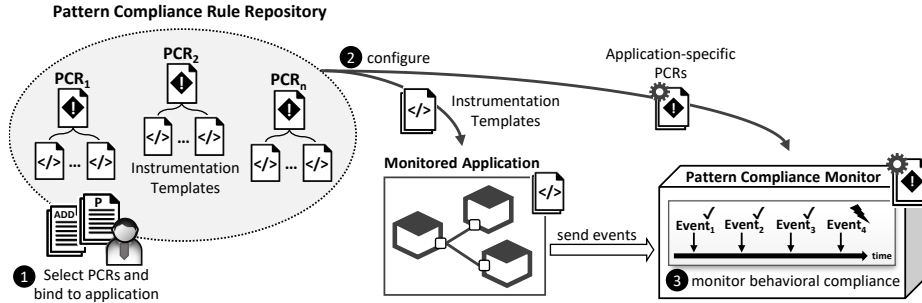 Pattern Compliance Rule Repository
PCR1
PCR2
PCRn
! ! !
</> ... </>
</> ... </>
</> ... </>
Instrumentation
Templates
ADD
P
1 Select PCRs and
bind to application
2 configure
</>
Instrumentation
Templates
Application-specific
PCRs
!
Monitored Application
</>
send events
Pattern Compliance Monitor
!
Event1 Event2 Event3 Event4
time
3 monitor behavioral compliance